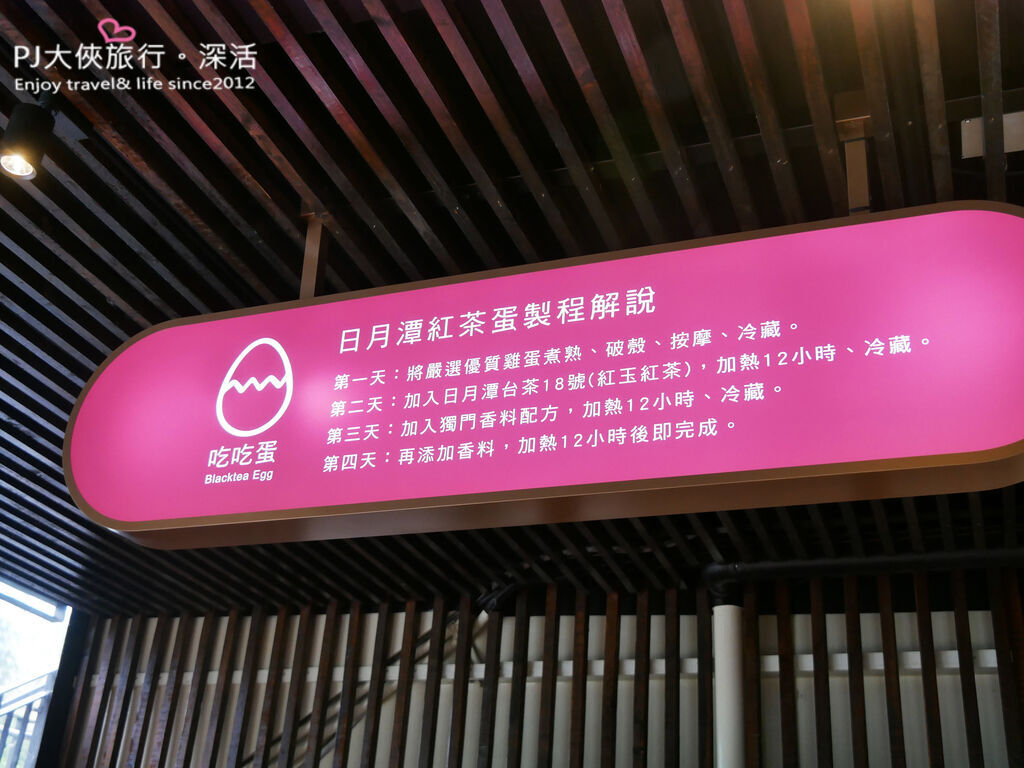 PJ大俠旅行。深活
Enjoy travel& life since2012
日月潭紅茶蛋製程解說
第一天：將嚴選優質雞蛋煮熟、破殼、按摩、冷藏。
第二天：加入日月潭台茶18號(紅玉紅茶)，加熱12小時、冷藏。
第三天：加入獨門香料配方，加熱12小時、冷藏。
第四天：再添加香料，加熱12小時後即完成。
吃吃蛋
Blacktea Egg